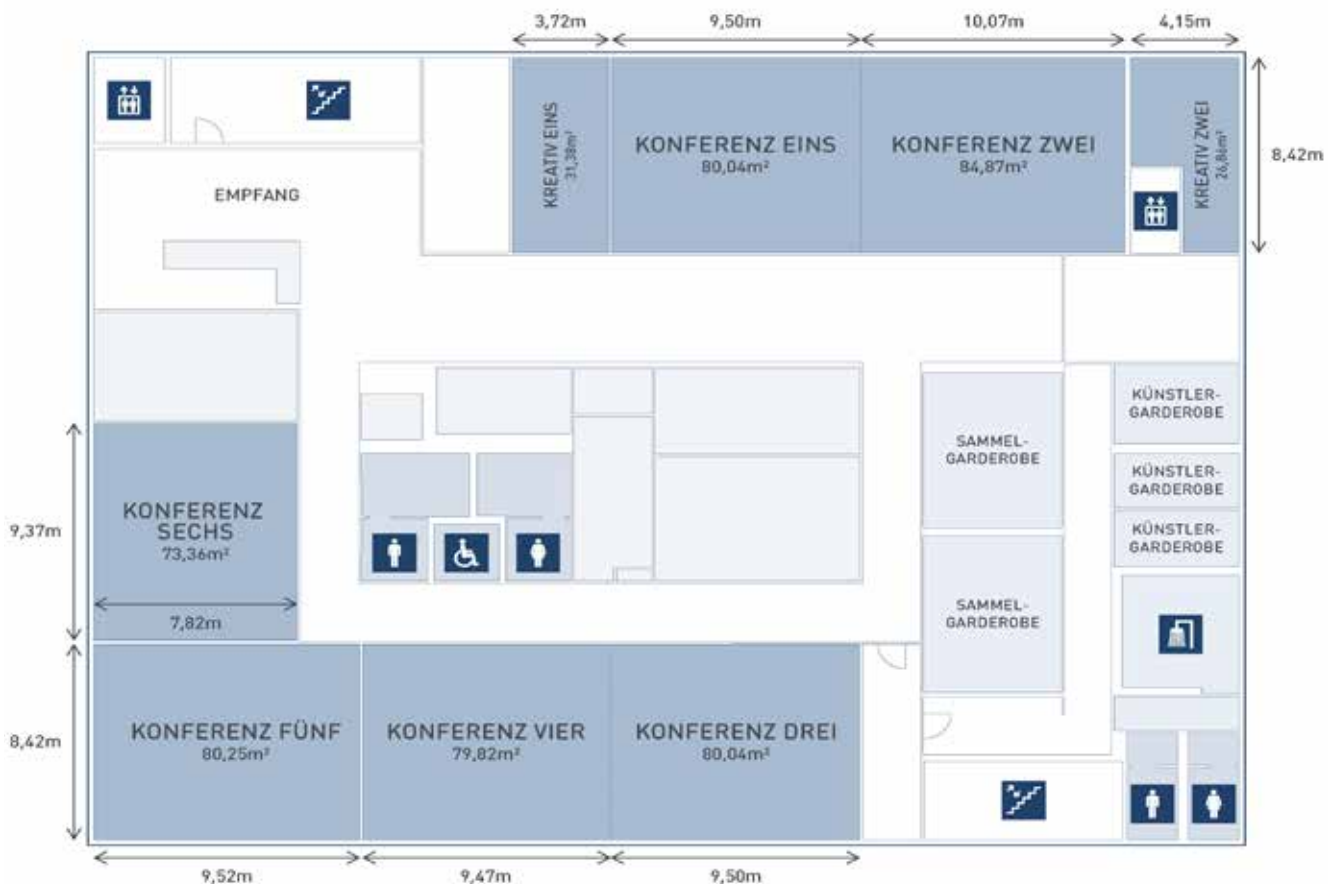 3,72m
9,50m
10,07m
4,15m
KREATIV EINS
31,38m²
KONFERENZ EINS
80,04m²
KONFERENZ ZWEI
84,87m²
KREATIV ZWEI
26,86m²
8,42m
EMPFANG
KÜNSTLER-
GARDEROBE
SAMMEL-
GARDEROBE
KÜNSTLER-
GARDEROBE
KÜNSTLER-
GARDEROBE
9,37m
KONFERENZ
SECHS
73,36m²
7,82m
SAMMEL-
GARDEROBE
8,42m
KONFERENZ FÜNF
80,25m²
KONFERENZ VIER
79,82m²
KONFERENZ DREI
80,04m²
9,52m
9,47m
9,50m